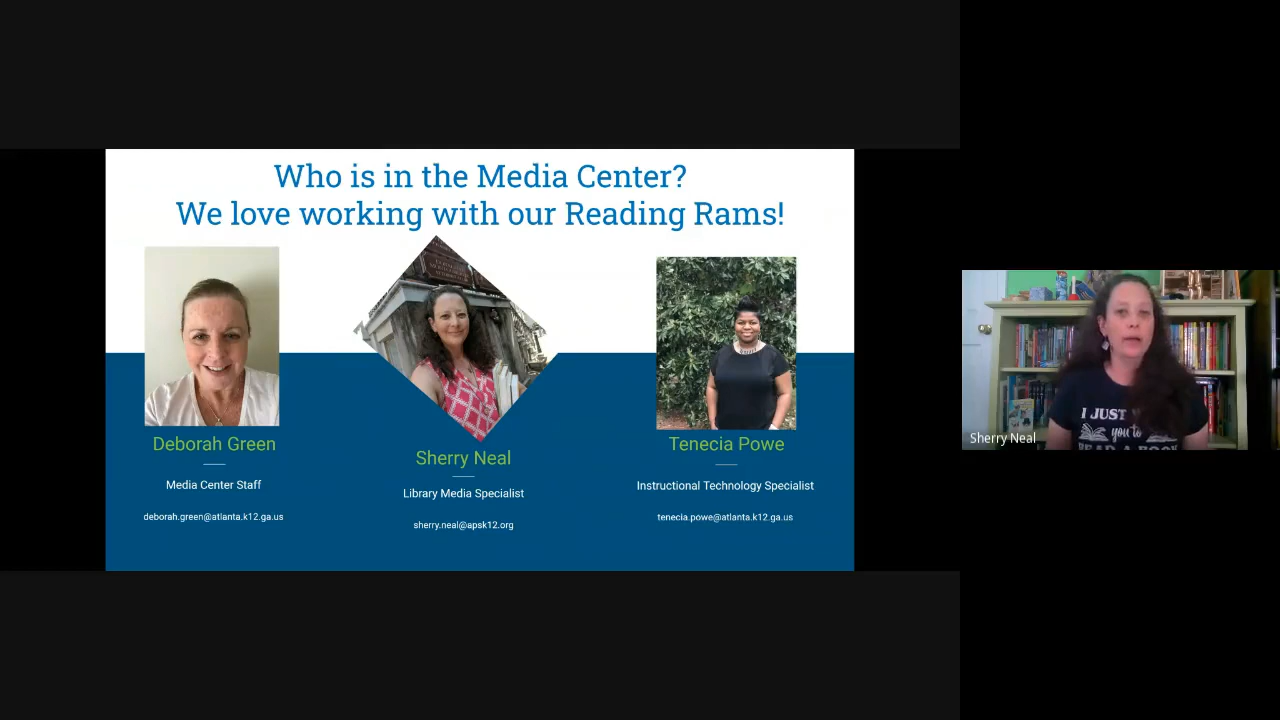 Who is in the Media Center?
We love working with our Reading Rams!
Deborah Green
Media Center Staff
deborah.green@atlanta.k12.ga.us
Sherry Neal
Library Media Specialist
sherry.neal@apsk12.org
Tenecia Powe
Instructional Technology Specialist
tenecia.powe@atlanta.k12.ga.us
I JUST
you to
READ A BOOK
Sherry Neal